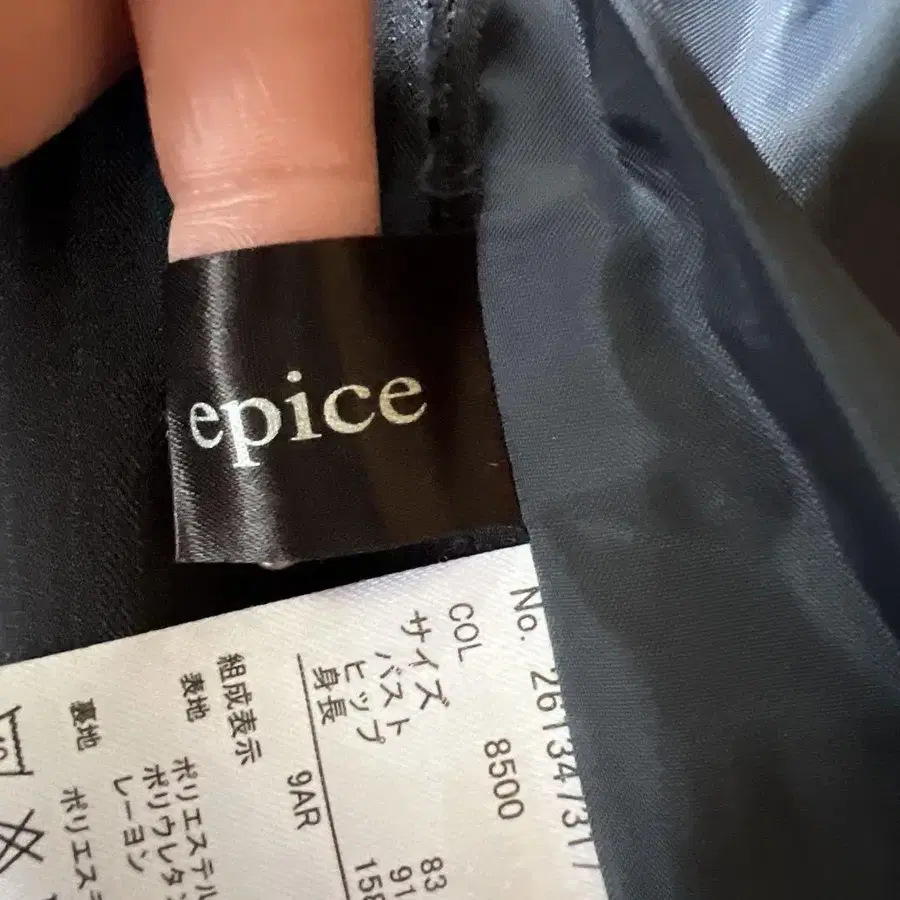 epice
No. 26134731
COL 8500
サイズ
バスト 83
ヒップ 91
身長 158
9AR
組成表示
表地 ポリエステル
ポリウレタ
レーヨン
裏地 ポリエステ